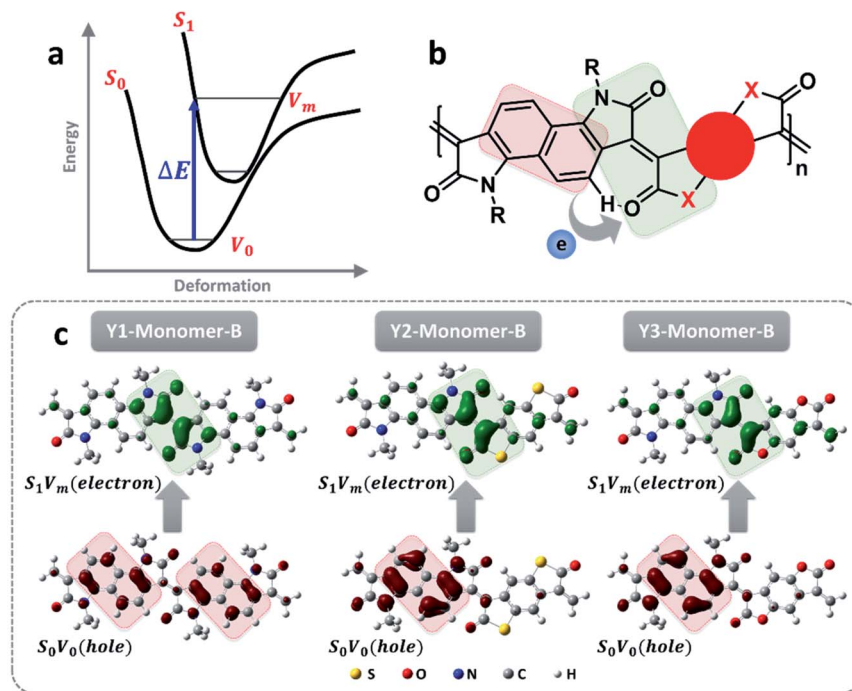 a
S₁
S₀
Vₘ
ΔE
V₀
Energy
Deformation
b
R
N
O
X
O
O
N
R
H
O
X
n
e
c
Y1-Monomer-B
Y2-Monomer-B
Y3-Monomer-B
S₁Vₘ(electron)
S₁Vₘ(electron)
S₁Vₘ(electron)
S₀V₀(hole)
S₀V₀(hole)
S₀V₀(hole)
S O N C H